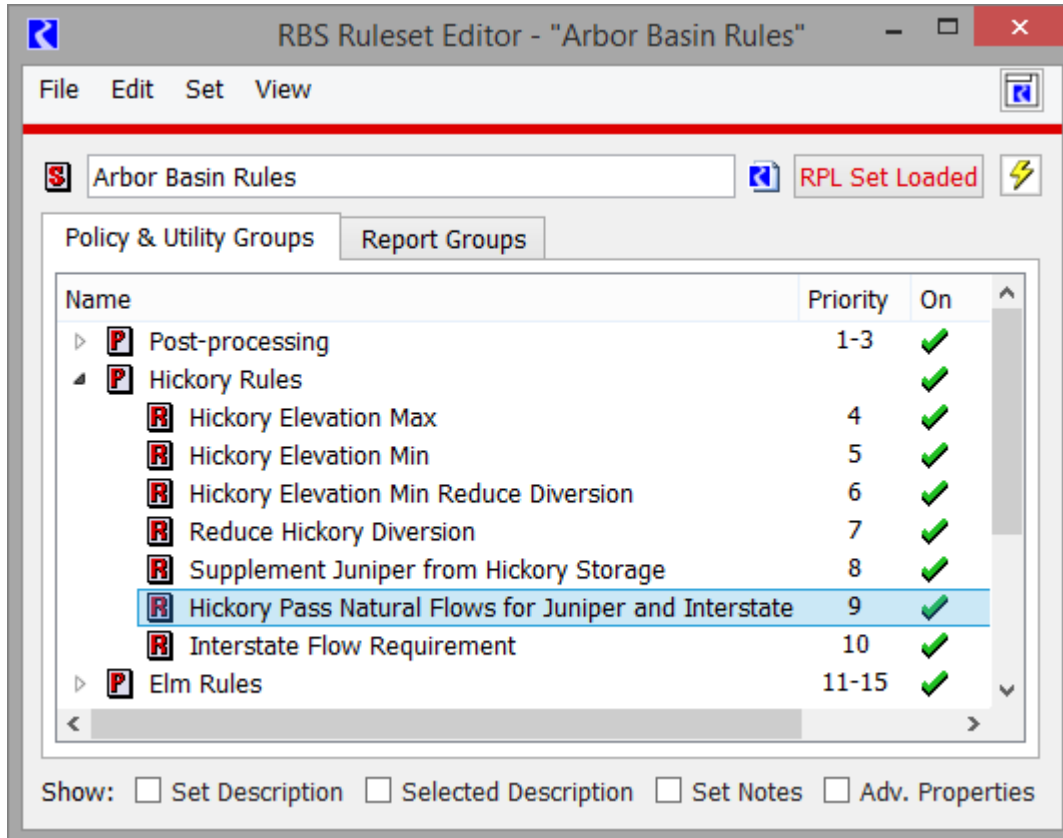 RBS Ruleset Editor - "Arbor Basin Rules"
File Edit Set View
S Arbor Basin Rules RPL Set Loaded
Policy & Utility Groups Report Groups
Name Priority On
P Post-processing 1-3
P Hickory Rules
R Hickory Elevation Max 4
R Hickory Elevation Min 5
R Hickory Elevation Min Reduce Diversion 6
R Reduce Hickory Diversion 7
R Supplement Juniper from Hickory Storage 8
R Hickory Pass Natural Flows for Juniper and Interstate 9
R Interstate Flow Requirement 10
P Elm Rules 11-15
Show: Set Description Selected Description Set Notes Adv. Properties